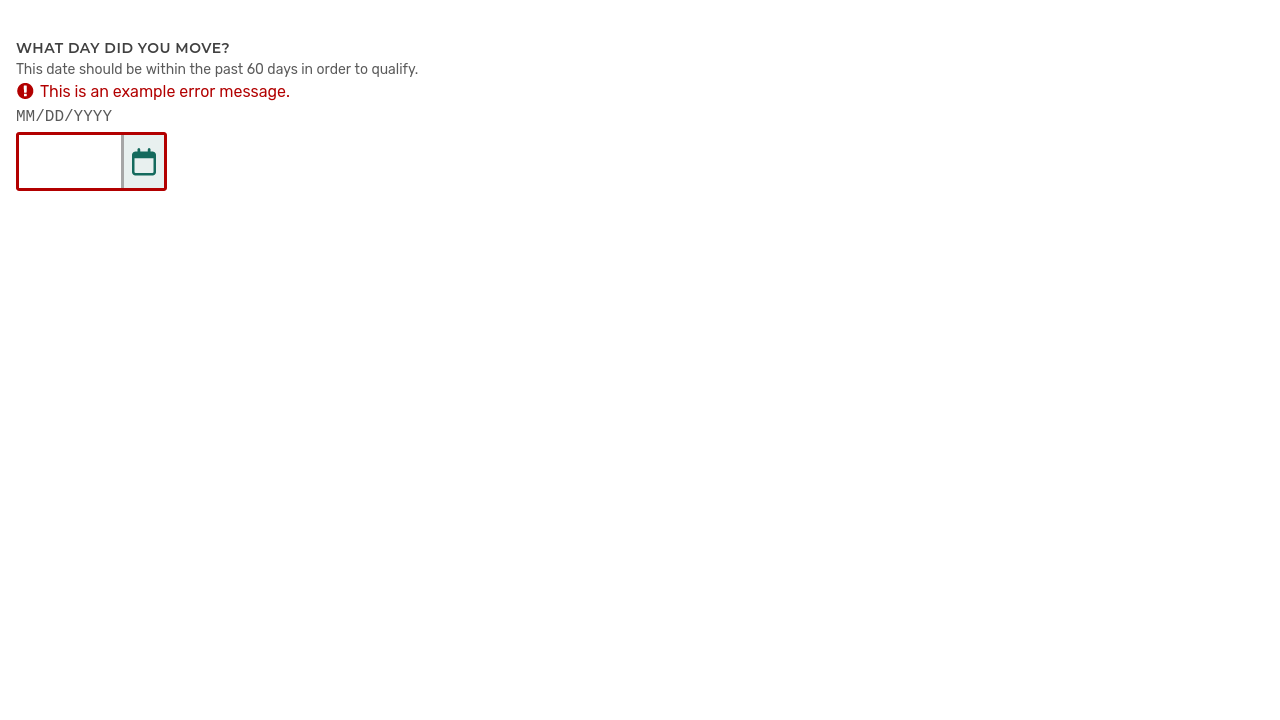 WHAT DAY DID YOU MOVE?
This date should be within the past 60 days in order to qualify.
This is an example error message.
MM/DD/YYYY